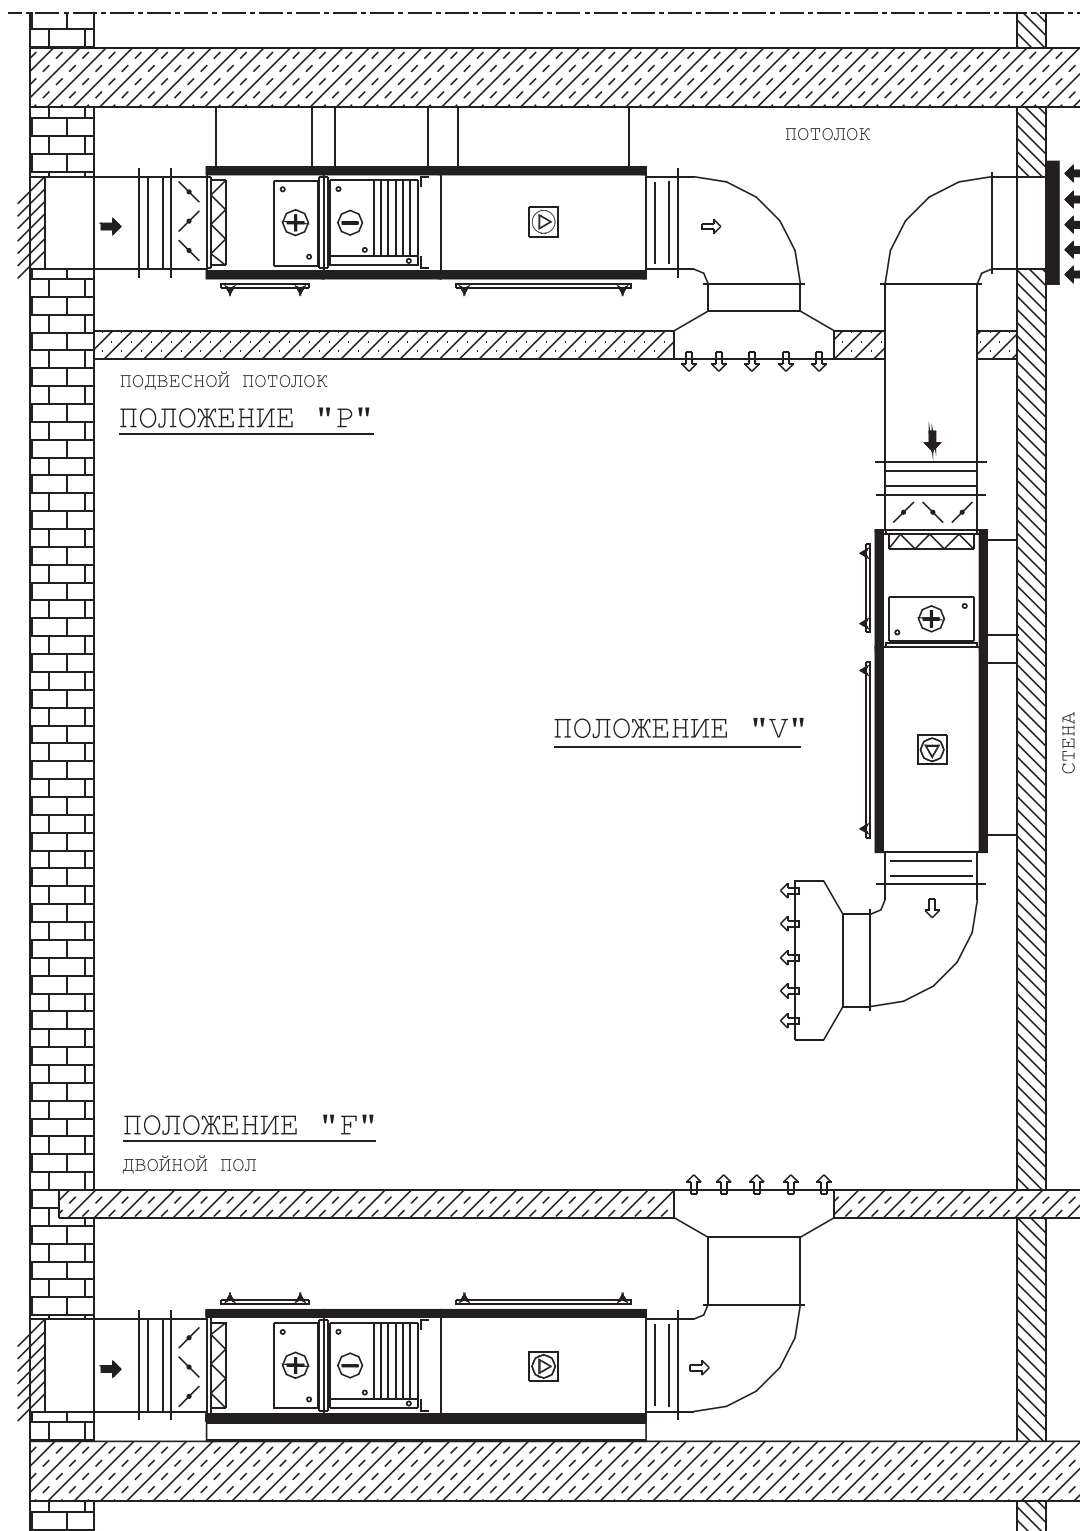 ПОТОЛОК
ПОДВЕСНОЙ ПОТОЛОК
ПОЛОЖЕНИЕ "P"
ПОЛОЖЕНИЕ "V"
СТЕНА
ПОЛОЖЕНИЕ "F"
ДВОЙНОЙ ПОЛ